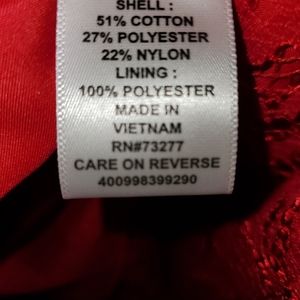 SHELL :
51% COTTON
27% POLYESTER
22% NYLON
LINING :
100% POLYESTER
MADE IN
VIETNAM
RN#73277
CARE ON REVERSE
400998399290